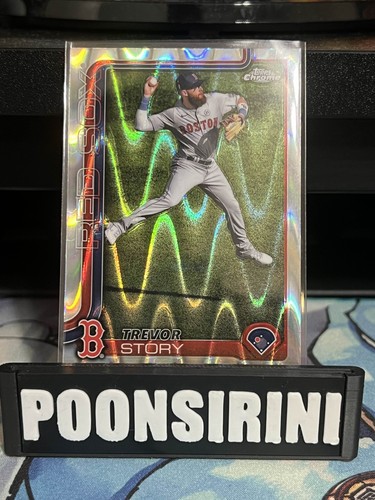 Topps
Chrome
RED SOX
BOSTON
B
TREVOR
STORY
POONSIRINI